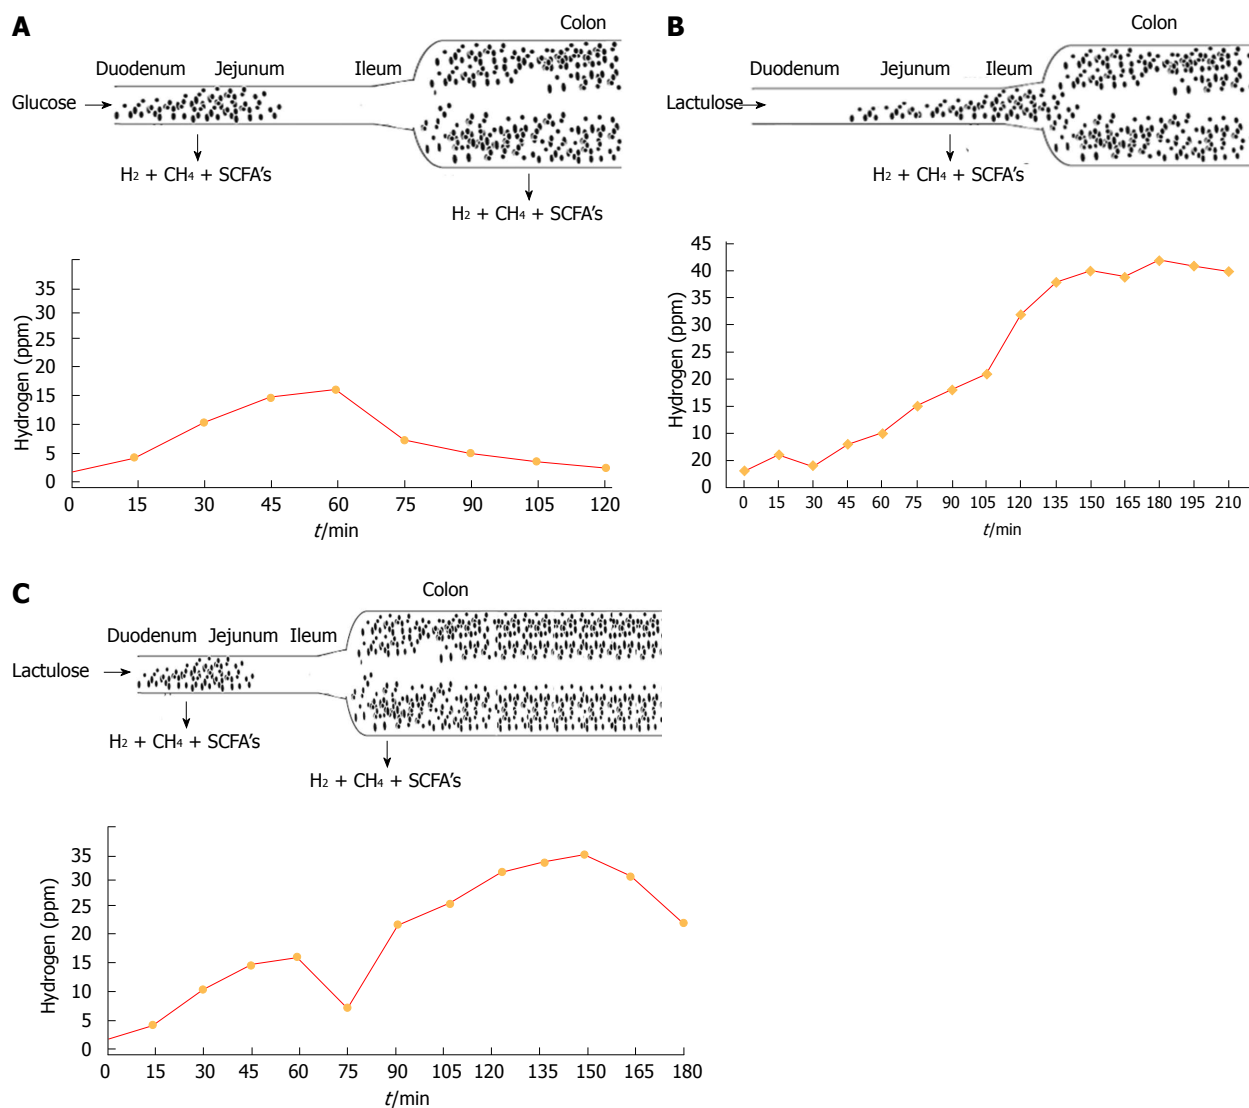 A
Colon
Duodenum Jejunum Ileum
Glucose
H2 + CH4 + SCFA's
H2 + CH4 + SCFA's
Hydrogen (ppm)
35
30
25
20
15
10
5
0
0 15 30 45 60 75 90 105 120
t/min
B
Colon
Duodenum Jejunum Ileum
Lactulose
H2 + CH4 + SCFA's
Hydrogen (ppm)
45
40
35
30
25
20
15
10
20
0
0 15 30 45 60 75 90 105 120 135 150 165 180 195 210
t/min
C
Colon
Duodenum Jejunum Ileum
Lactulose
H2 + CH4 + SCFA's
H2 + CH4 + SCFA's
Hydrogen (ppm)
35
30
25
20
15
10
5
0
0 15 30 45 60 75 90 120 105 135 165 150 180
t/min